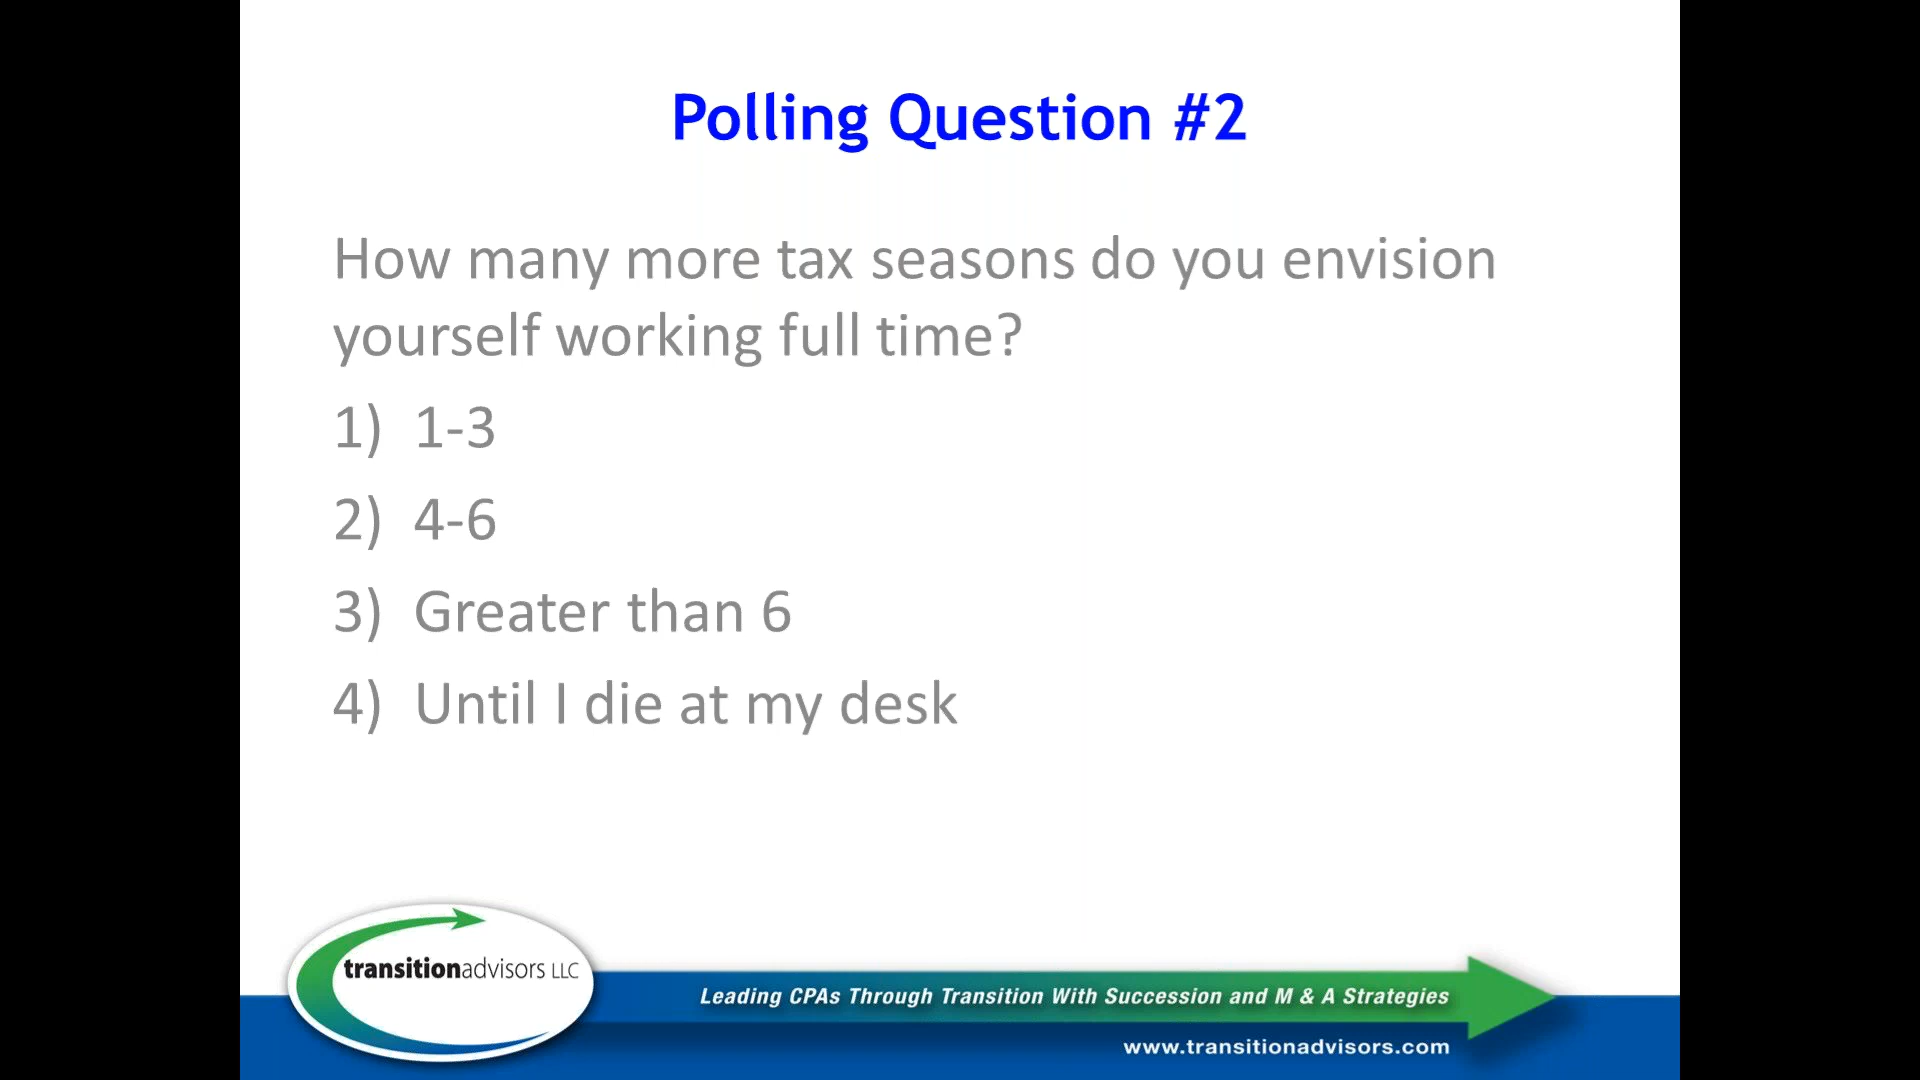 Polling Question #2
How many more tax seasons do you envision
yourself working full time?
1) 1-3
2) 4-6
3) Greater than 6
4) Until I die at my desk
transitionadvisors LLC
Leading CPAs Through Transition With Succession and M & A Strategies
www.transitionadvisors.com